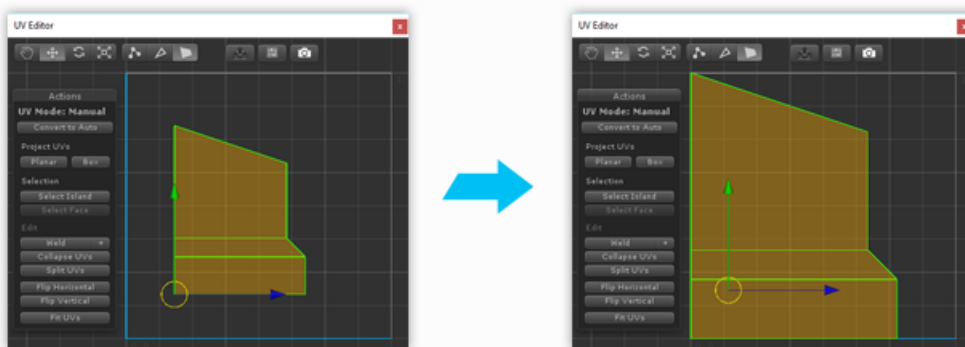 UV Editor
x
Actions
UV Mode: Manual
Convert to Auto
Project UVs
Planar Box
Selection
Select Island
Select Face
Edit
Weld +
Collapse UVs
Split UVs
Flip Horizontal
Flip Vertical
Fit UVs
UV Editor
x
Actions
UV Mode: Manual
Convert to Auto
Project UVs
Planar Box
Selection
Select Island
Select Face
Edit
Weld +
Collapse UVs
Split UVs
Flip Horizontal
Flip Vertical
Fit UVs